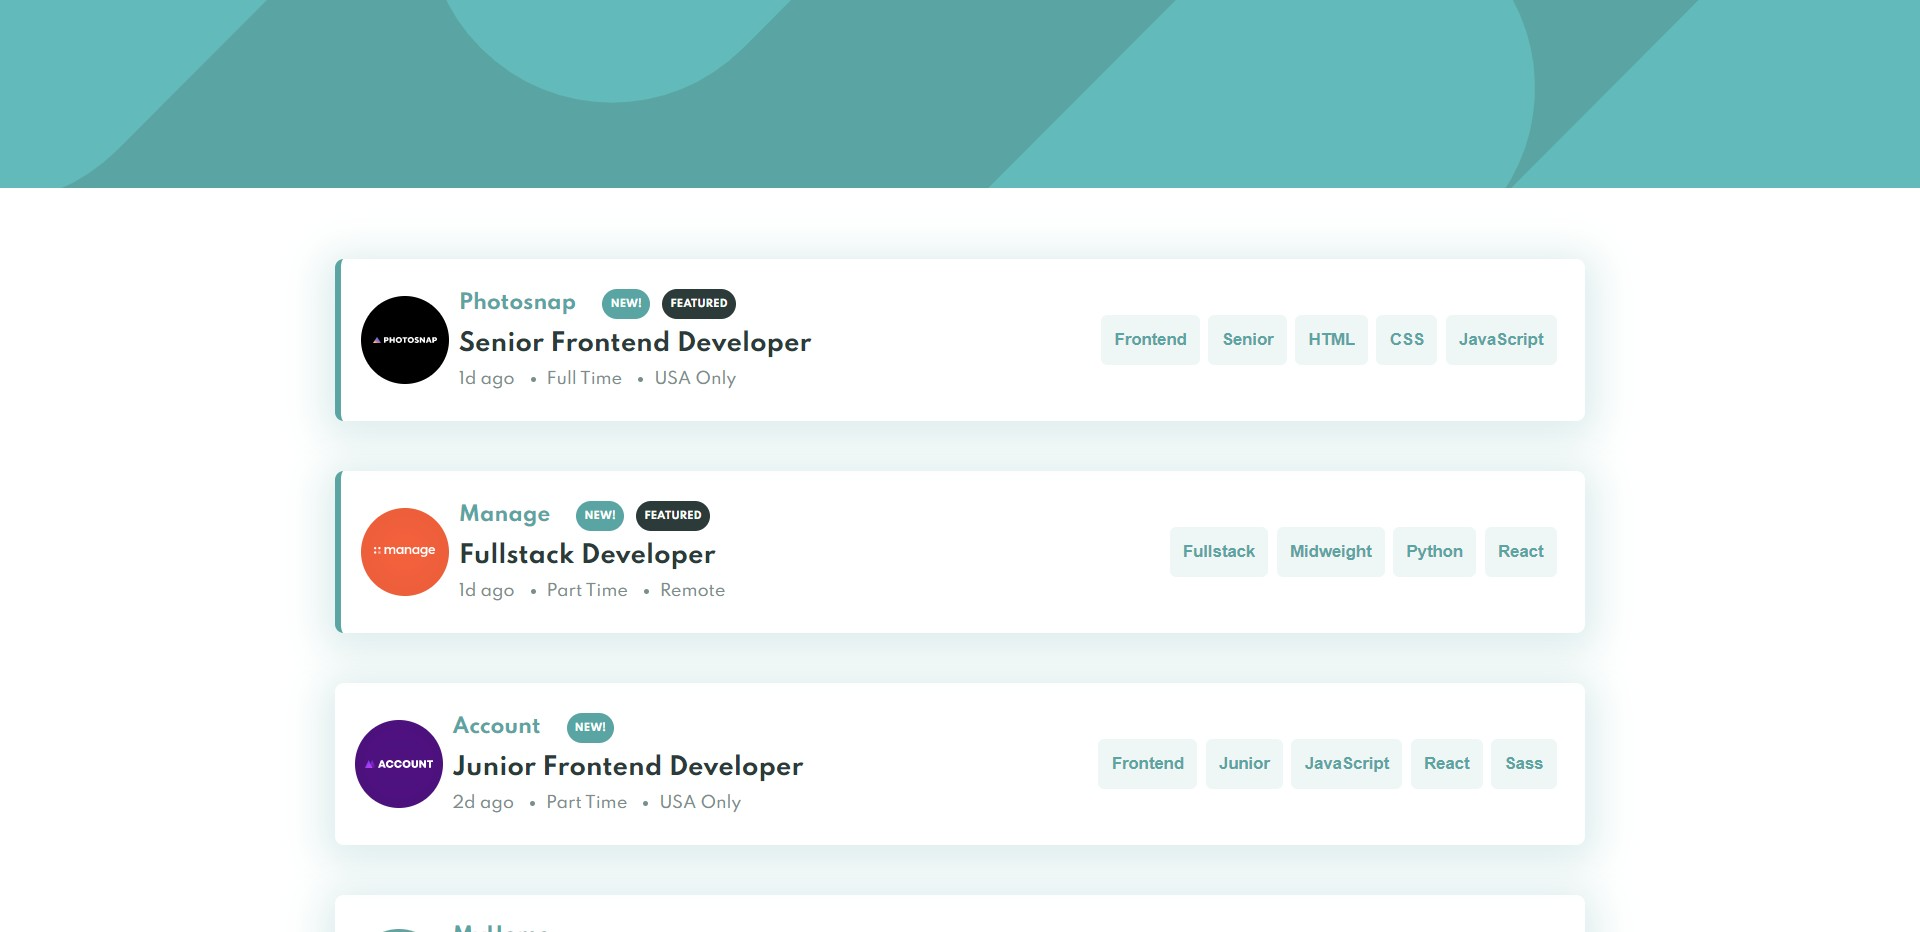 Photosnap NEW! FEATURED
PHOTOSNAP
Senior Frontend Developer
1d ago • Full Time • USA Only
Frontend Senior HTML CSS JavaScript
Manage NEW! FEATURED
manage
Fullstack Developer
1d ago • Part Time • Remote
Fullstack Midweight Python React
Account NEW!
ACCOUNT
Junior Frontend Developer
2d ago • Part Time • USA Only
Frontend Junior JavaScript React Sass